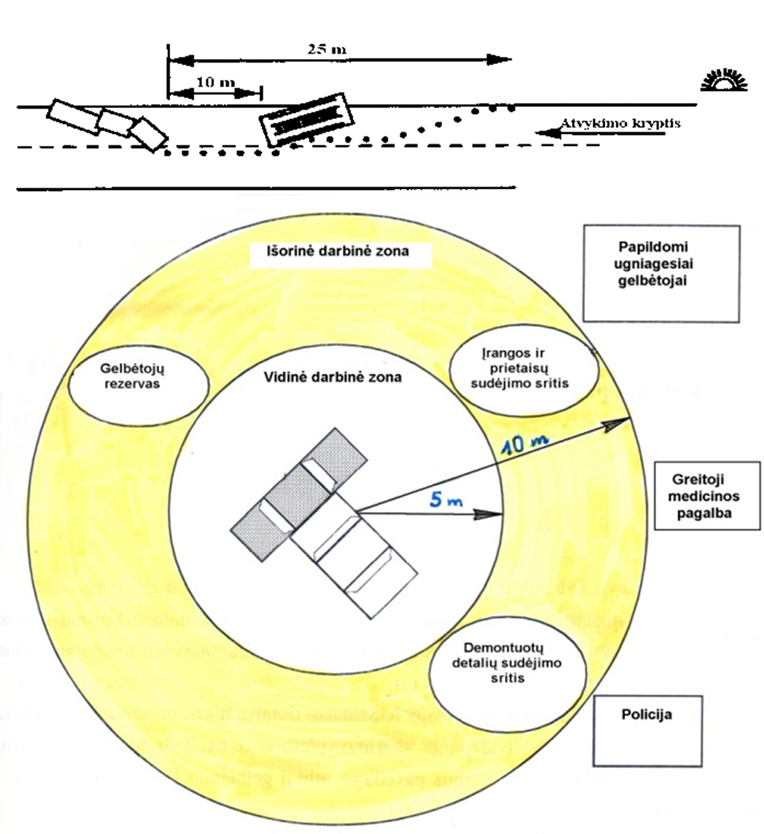 25 m
10 m
Atvykimo kryptis
Išorinė darbinė zona
Papildomi
ugniagesiai
gelbėtojai
Gelbėtojų
rezervas
Vidinė darbinė zona
Įrangos ir
prietaisų
sudėjimo sritis
10 m
5 m
Greitoji
medicinos
pagalba
Demontuotų
detalių sudėjimo
sritis
Policija